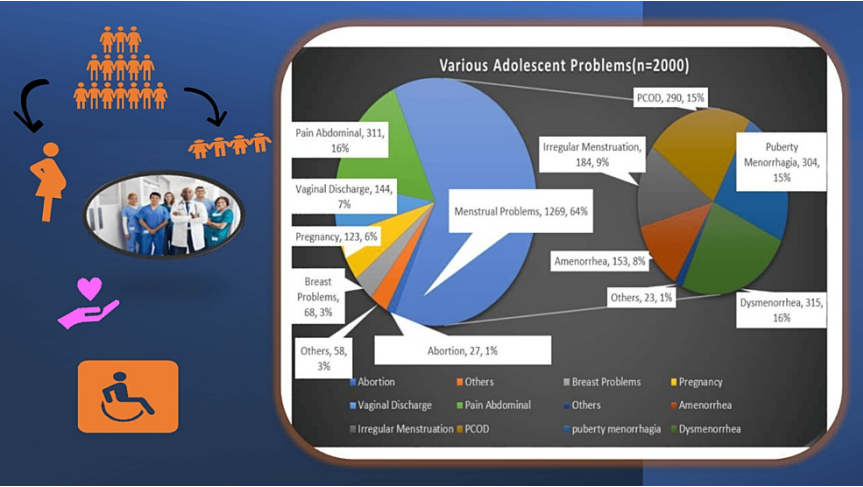 Various Adolescent Problems(n=2000)
PCOD, 290, 15%
Pain Abdominal, 311,
16%
Irregular Menstruation,
184, 9%
Puberty
Menorrhagia, 304,
15%
Vaginal Discharge, 144,
7%
Menstrual Problems, 1269, 64%
Pregnancy, 123, 6%
Amenorrhea, 153, 8%
Breast
Problems,
68, 3%
Others, 23, 1%
Dysmenorrhea, 315,
16%
Others, 58,
3%
Abortion, 27, 1%
Abortion
Others
Breast Problems
Pregnancy
Vaginal Discharge
Pain Abdominal
Others
Amenorrhea
Irregular Menstruation
PCOD
puberty menorrhagia
Dysmenorrhea